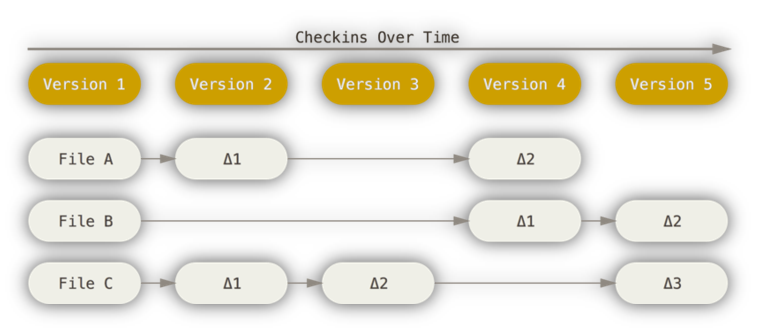 Checkins Over Time
Version 1 Version 2 Version 3 Version 4 Version 5
File A Δ1 Δ2
File B Δ1 Δ2
File C Δ1 Δ2 Δ3